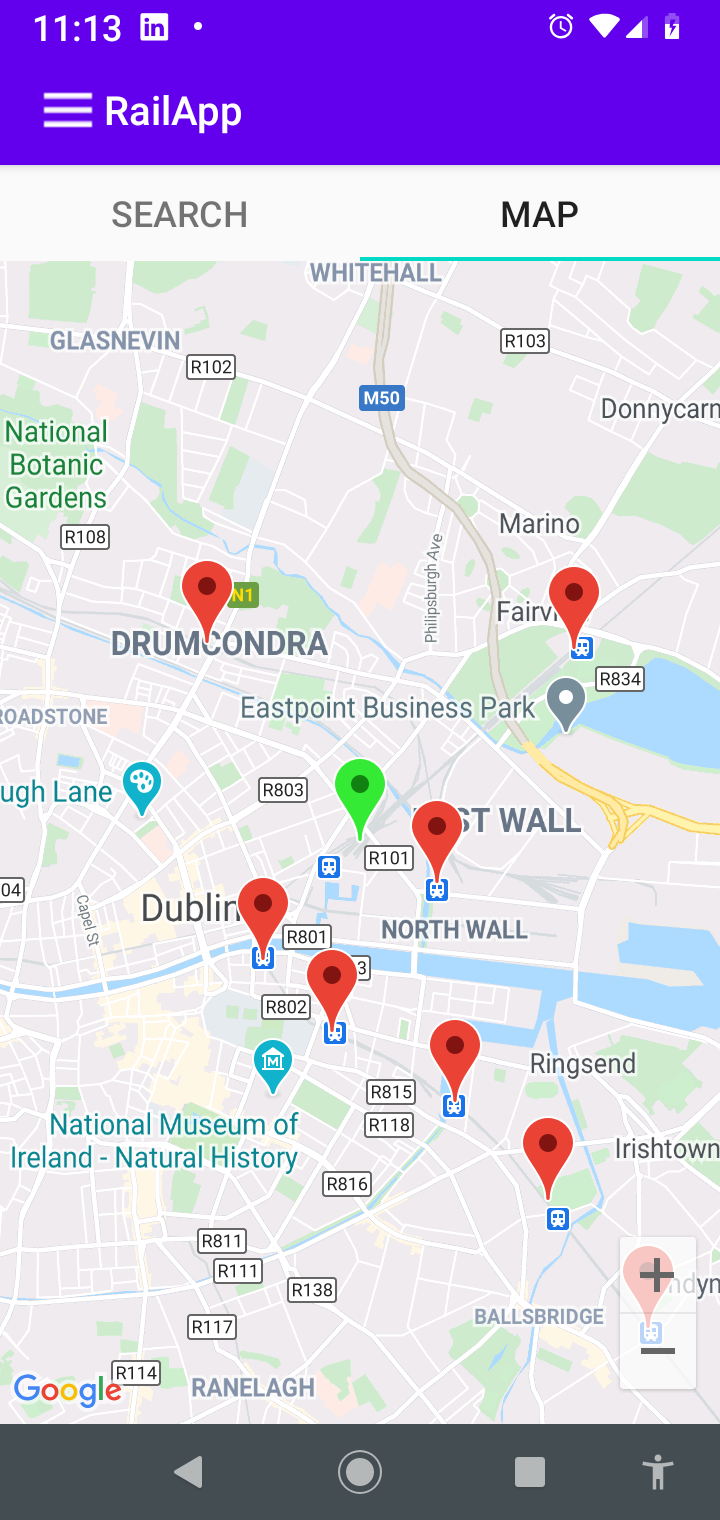 11:13
RailApp
SEARCH
MAP
WHITEHALL
GLASNEVIN
R103
R102
M50
Donnycarn
National
Botanic
Gardens
R108
Marino
Philipsburgh Ave
N1
Fairvi
DRUMCONDRA
R834
ROADSTONE
Eastpoint Business Park
ugh Lane
R803
ST WALL
R101
04
Capel St
Dublin
R801
NORTH WALL
3
R802
Ringsend
R815
R118
National Museum of
Ireland - Natural History
Irishtown
R816
R811
R111
R138
ndyn
BALLSBRIDGE
R117
R114
Google
RANELAGH